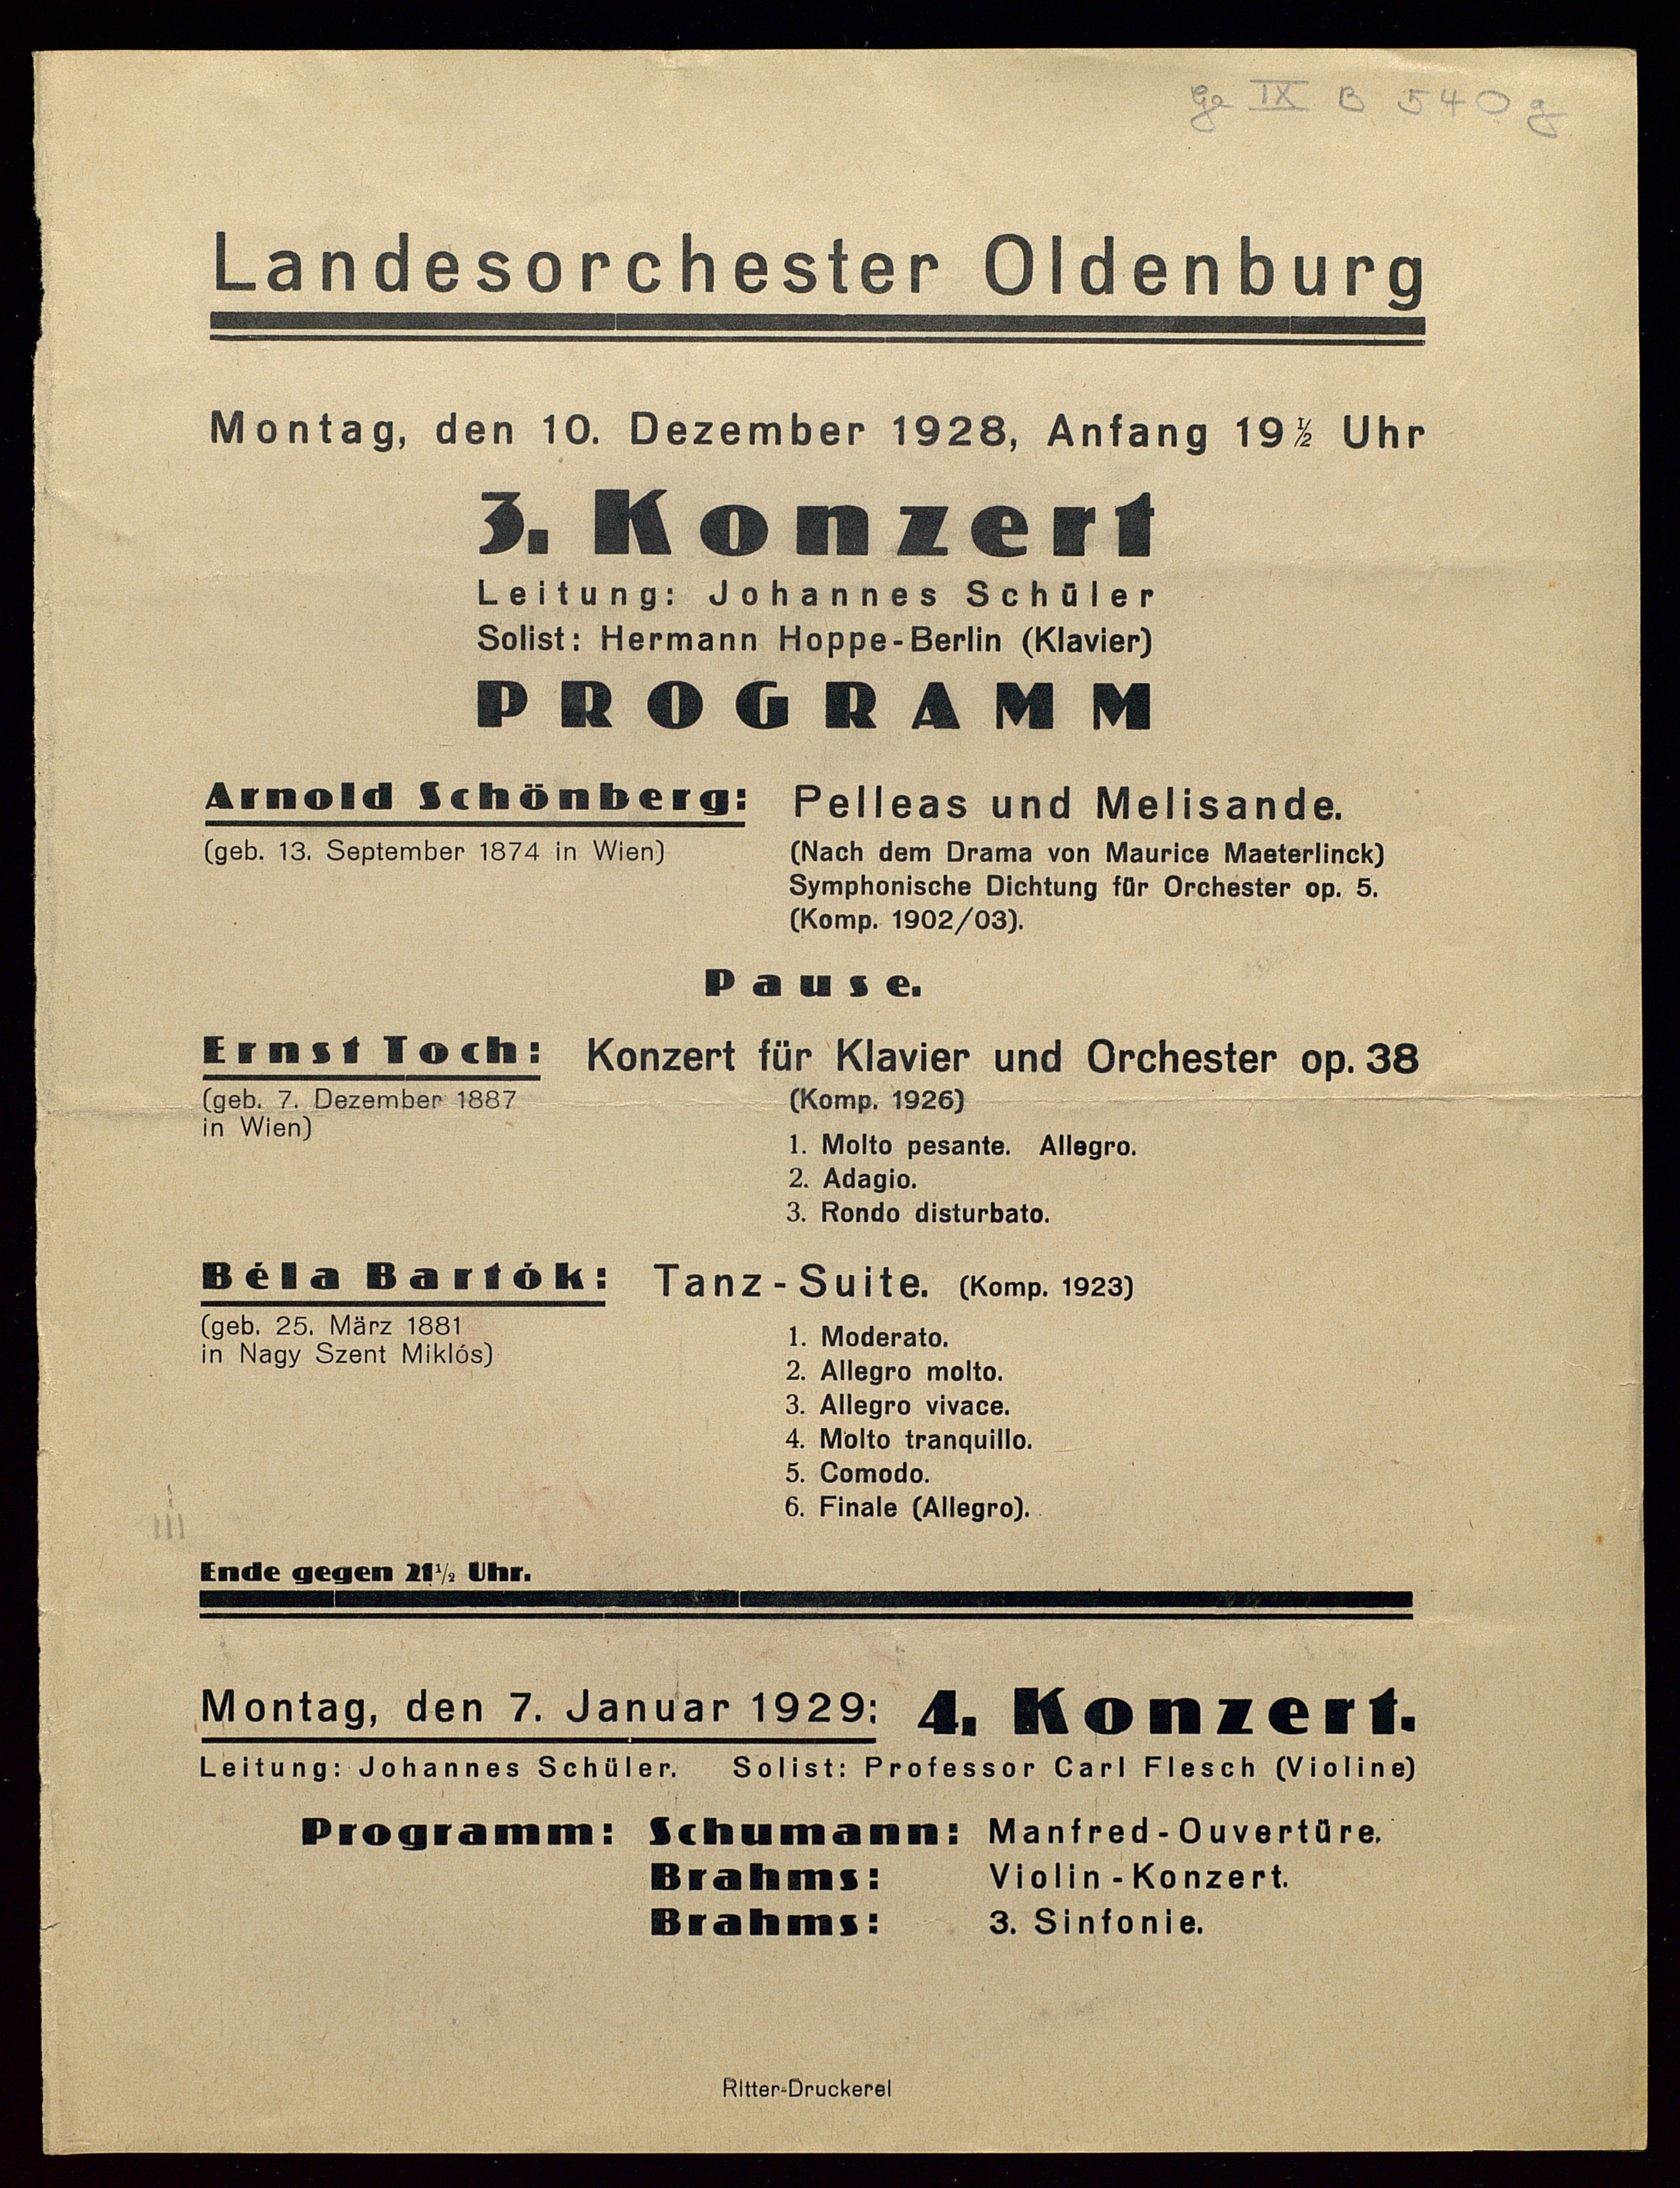 Ge IX B 540 g
Landesorchester Oldenburg
Montag, den 10. Dezember 1928, Anfang 19½ Uhr
3. Konzert
Leitung: Johannes Schüler
Solist: Hermann Hoppe-Berlin (Klavier)
PROGRAMM
Arnold Schönberg: Pelleas und Melisande.
(geb. 13. September 1874 in Wien) (Nach dem Drama von Maurice Maeterlinck)
Symphonische Dichtung für Orchester op. 5.
(Komp. 1902/03).
Pause.
Ernst Toch: Konzert für Klavier und Orchester op. 38
(geb. 7. Dezember 1887 (Komp. 1926)
in Wien)
1. Molto pesante. Allegro.
2. Adagio.
3. Rondo disturbato.
Béla Bartók: Tanz-Suite. (Komp. 1923)
(geb. 25. März 1881
in Nagy Szent Miklós)
1. Moderato.
2. Allegro molto.
3. Allegro vivace.
4. Molto tranquillo.
5. Comodo.
6. Finale (Allegro).
Ende gegen 21½ Uhr.
Montag, den 7. Januar 1929: 4. Konzert.
Leitung: Johannes Schüler. Solist: Professor Carl Flesch (Violine)
Programm: Schumann: Manfred-Ouvertüre.
Brahms: Violin-Konzert.
Brahms: 3. Sinfonie.
Ritter-Druckerei